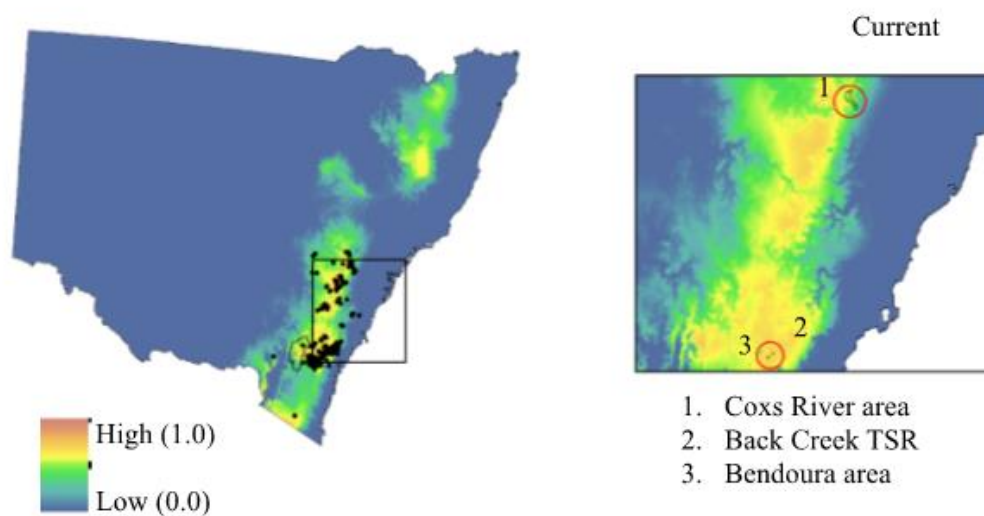 Current
1
2
3
High (1.0)
Low (0.0)
1. Coxs River area
2. Back Creek TSR
3. Bendoura area